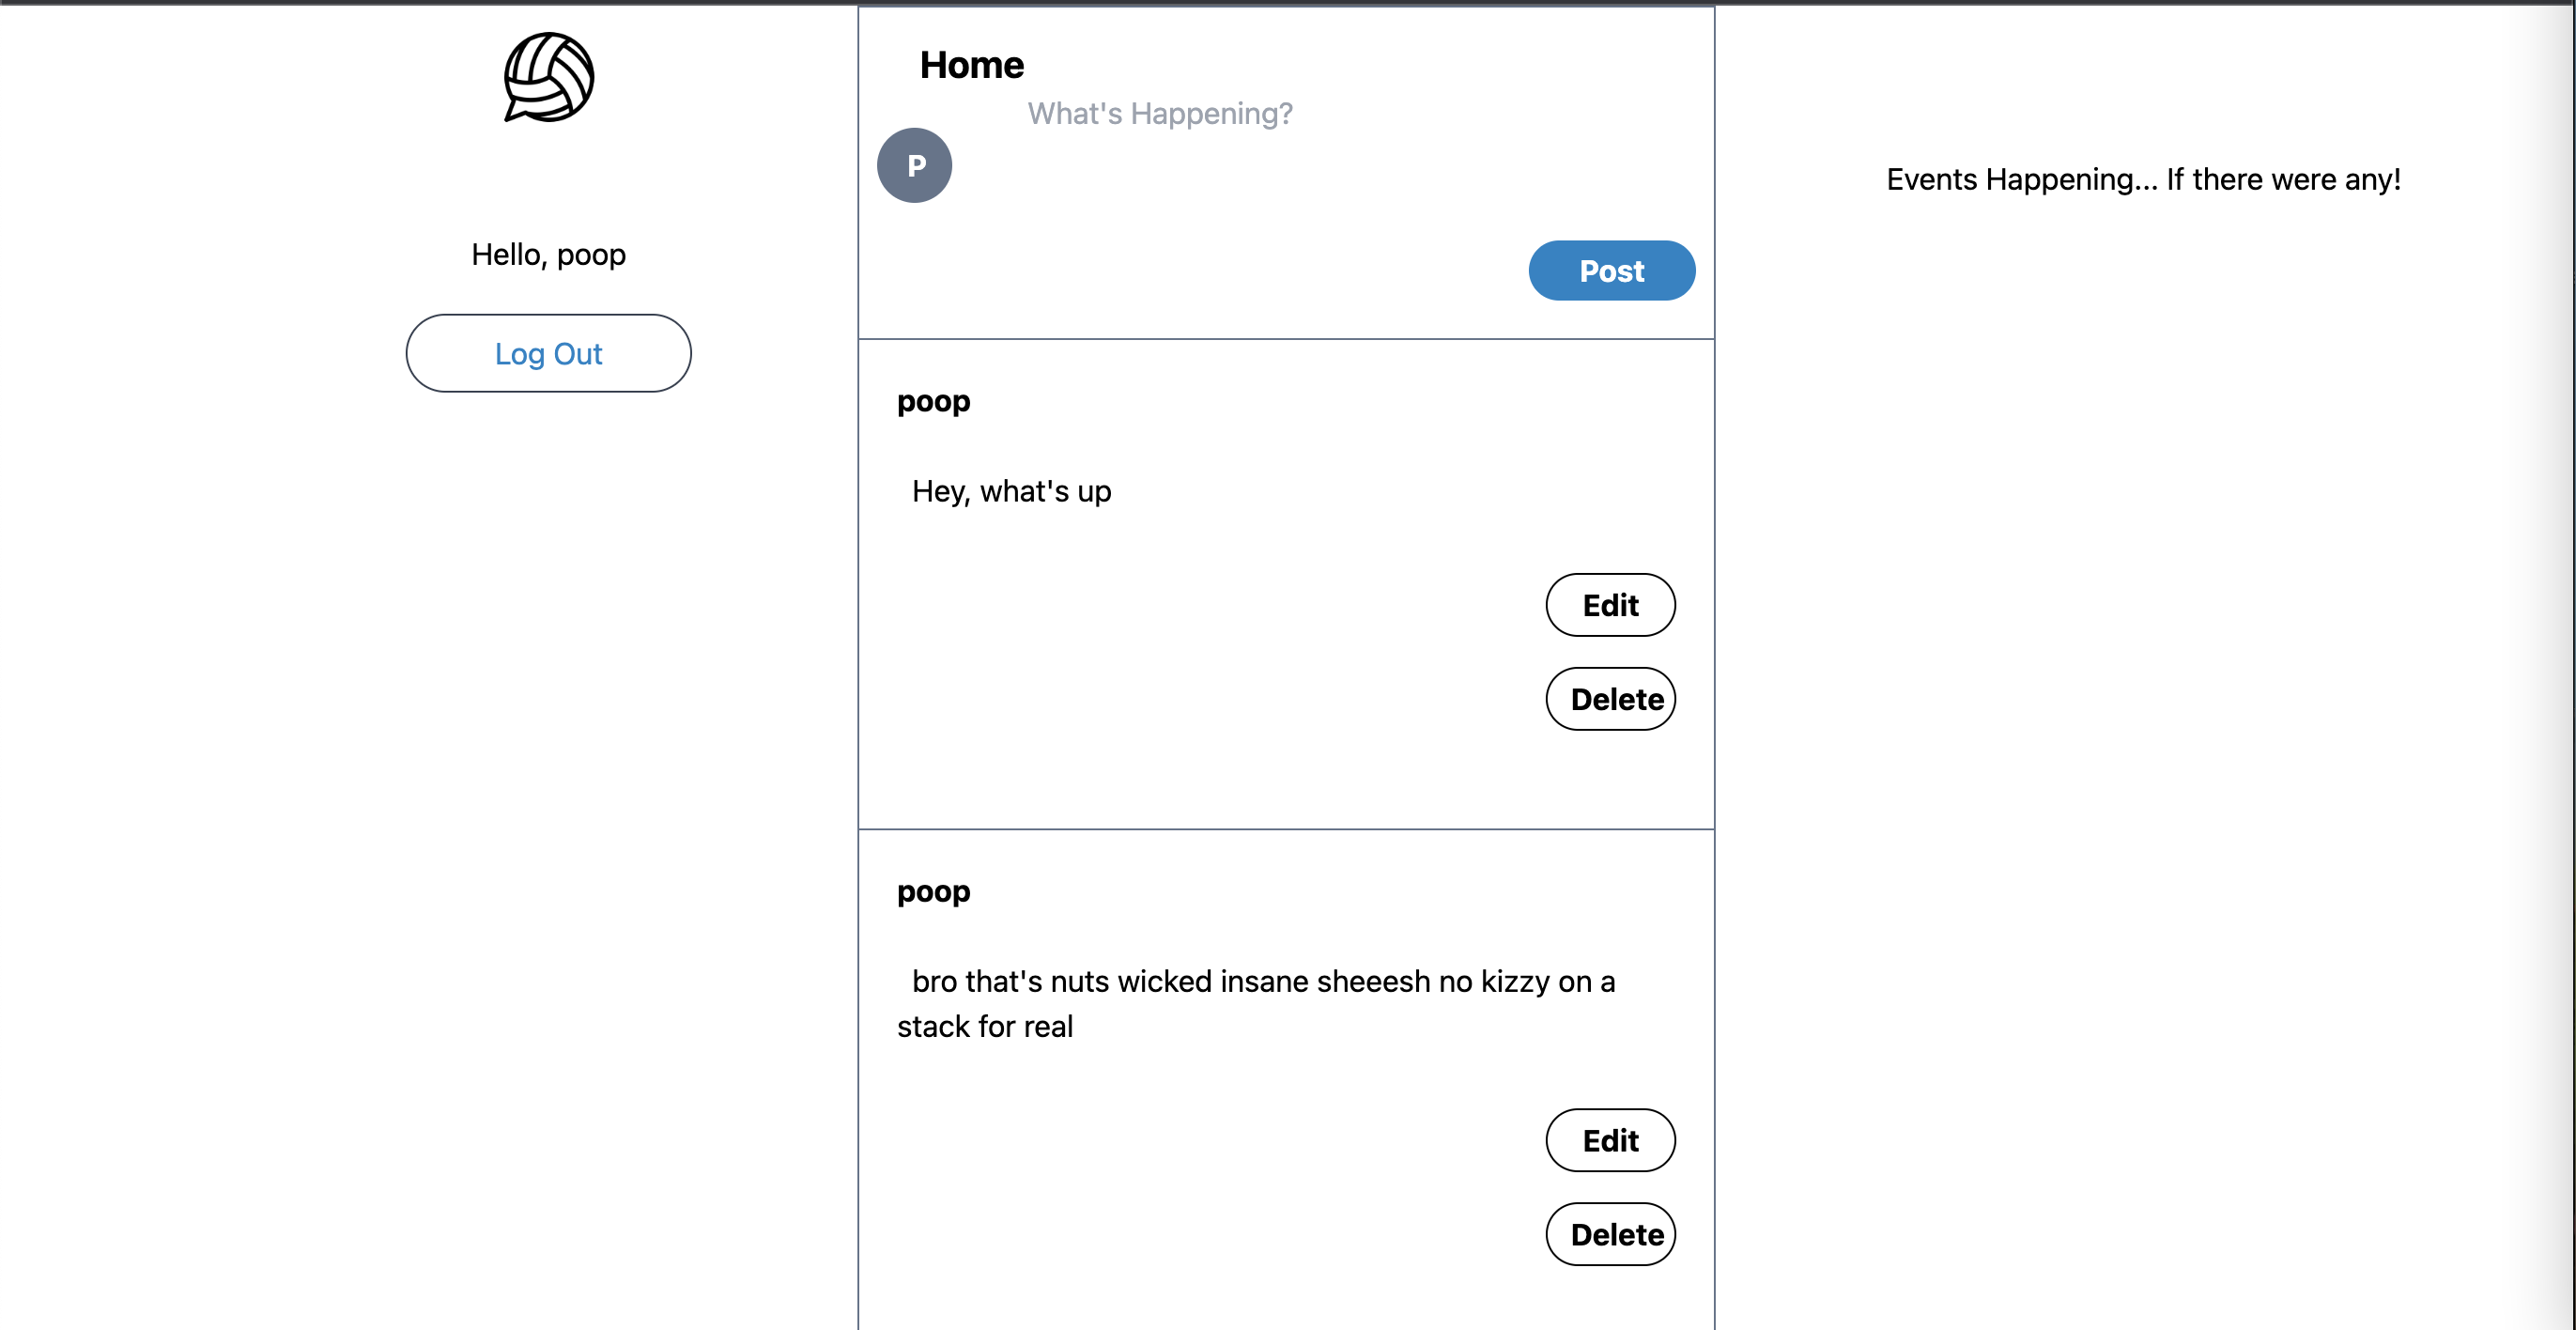 Hello, poop
Log Out
Home
What's Happening?
P
Post
poop
Hey, what's up
Edit
Delete
poop
bro that's nuts wicked insane sheeesh no kizzy on a
stack for real
Edit
Delete
Events Happening... If there were any!